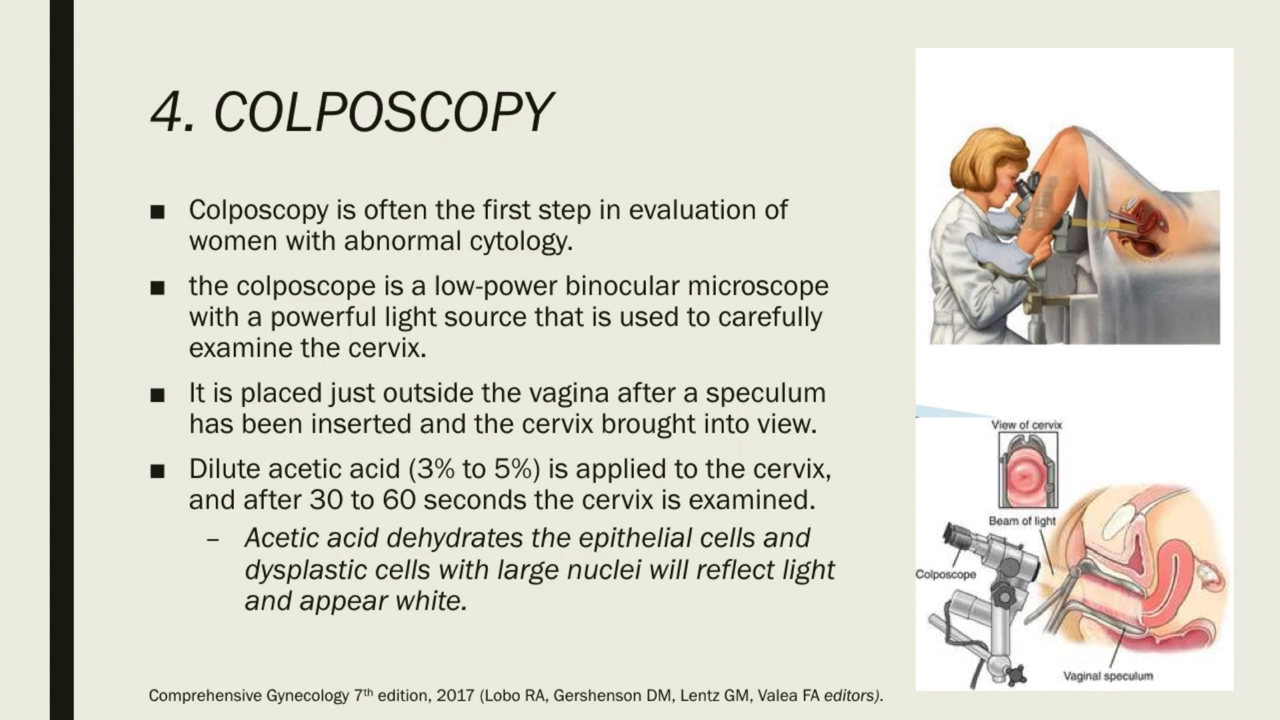 4. COLPOSCOPY
■ Colposcopy is often the first step in evaluation of
women with abnormal cytology.
■ the colposcope is a low-power binocular microscope
with a powerful light source that is used to carefully
examine the cervix.
■ It is placed just outside the vagina after a speculum
has been inserted and the cervix brought into view.
■ Dilute acetic acid (3% to 5%) is applied to the cervix,
and after 30 to 60 seconds the cervix is examined.
– Acetic acid dehydrates the epithelial cells and
dysplastic cells with large nuclei will reflect light
and appear white.
Comprehensive Gynecology 7th edition, 2017 (Lobo RA, Gershenson DM, Lentz GM, Valea FA editors).
View of cervix
Beam of light
Colposcope
Vaginal speculum